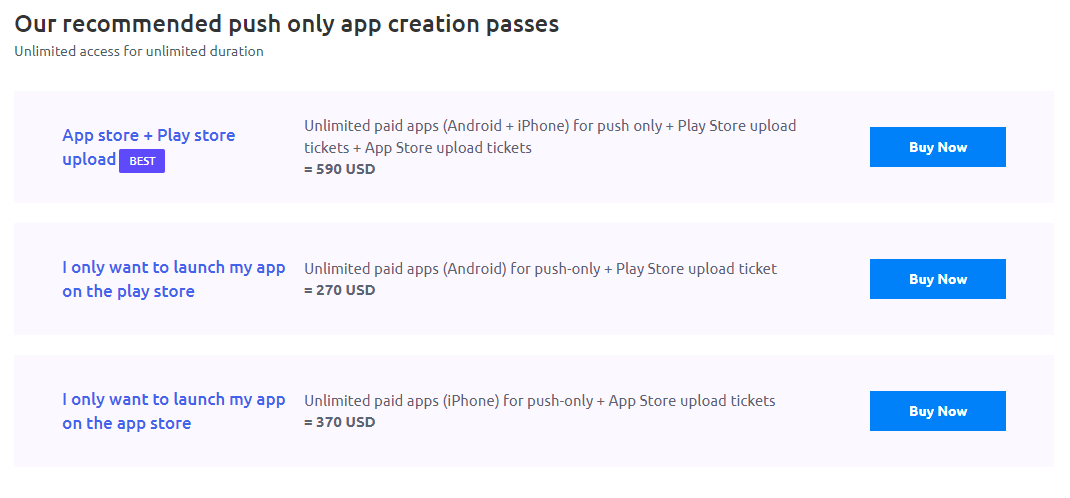 Our recommended push only app creation passes
Unlimited access for unlimited duration
App store + Play store
upload BEST
Unlimited paid apps (Android + iPhone) for push only + Play Store upload
tickets + App Store upload tickets
= 590 USD
Buy Now
I only want to launch my app
on the play store
Unlimited paid apps (Android) for push-only + Play Store upload ticket
= 270 USD
Buy Now
I only want to launch my app
on the app store
Unlimited paid apps (iPhone) for push-only + App Store upload tickets
= 370 USD
Buy Now